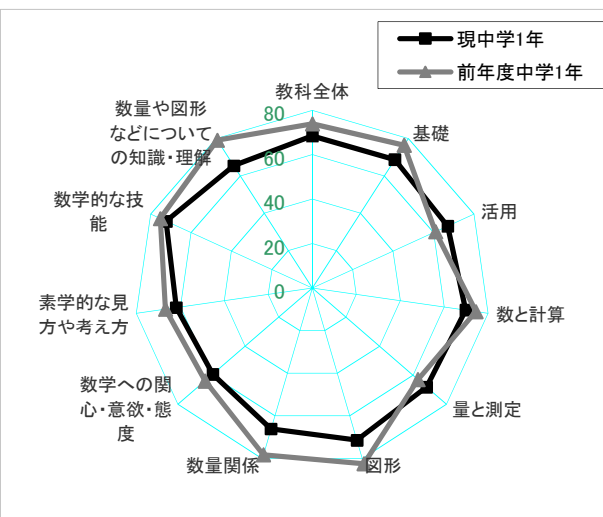 現中学1年
前年度中学1年
教科全体
基礎
活用
数と計算
量と測定
図形
数量関係
数学への関
心・意欲・態
度
素学的な見
方や考え方
数学的な技
能
数量や図形
などについて
の知識・理解
80
60
40
20
0